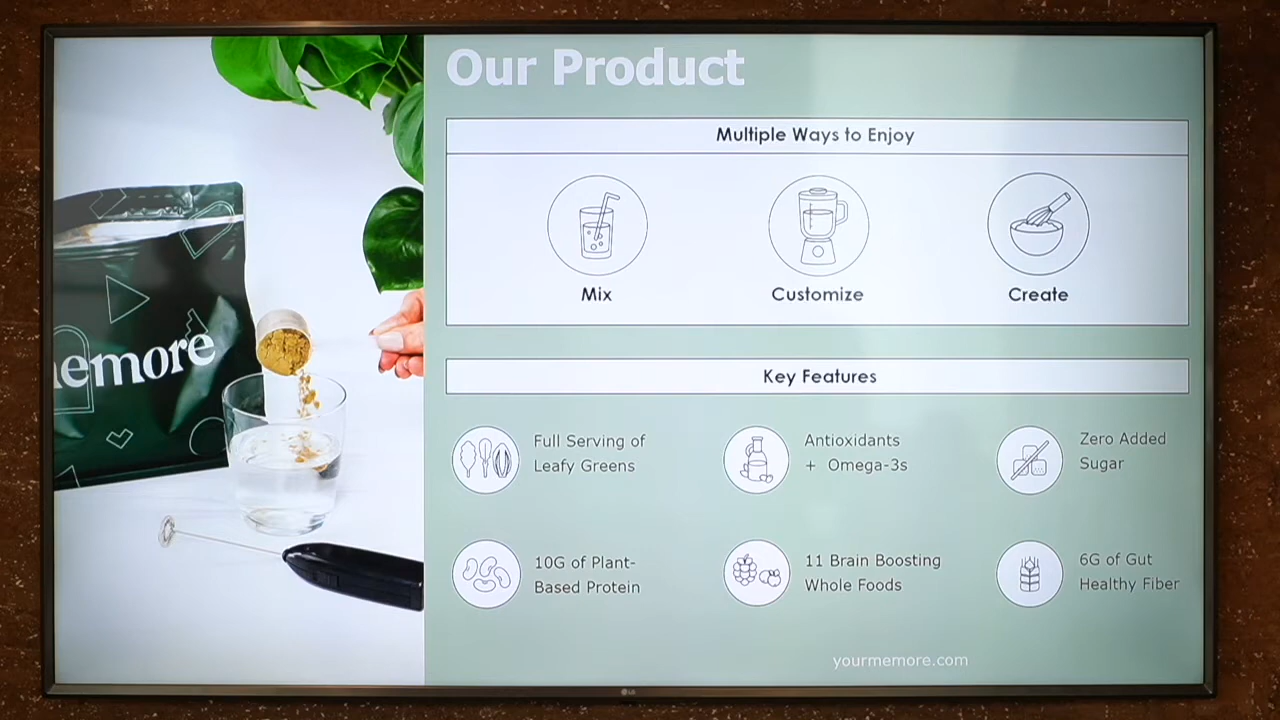 Our Product
Multiple Ways to Enjoy
Mix
Customize
Create
emore
Key Features
Full Serving of
Leafy Greens
Antioxidants
+ Omega-3s
Zero Added
Sugar
10G of Plant-
Based Protein
11 Brain Boosting
Whole Foods
6G of Gut
Healthy Fiber
yourmemore.com
LG